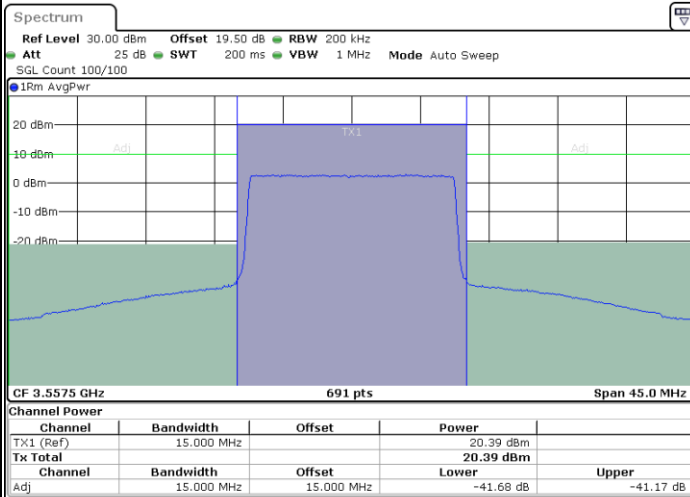 Spectrum
Ref Level 30.00 dBm Offset 19.50 dB RBW 200 kHz
Att 25 dB SWT 200 ms VBW 1 MHz Mode Auto Sweep
SGL Count 100/100
1Rm AvgPwr
20 dBm
TX1
Adj
Adj
10 dBm
0 dBm
-10 dBm
-20 dBm
CF 3.5575 GHz 691 pts Span 45.0 MHz
Channel Power
Channel Bandwidth Offset Power
TX1 (Ref) 15.000 MHz 20.39 dBm
Tx Total 20.39 dBm
Channel Bandwidth Offset Lower Upper
Adj 15.000 MHz 15.000 MHz -41.68 dB -41.17 dB